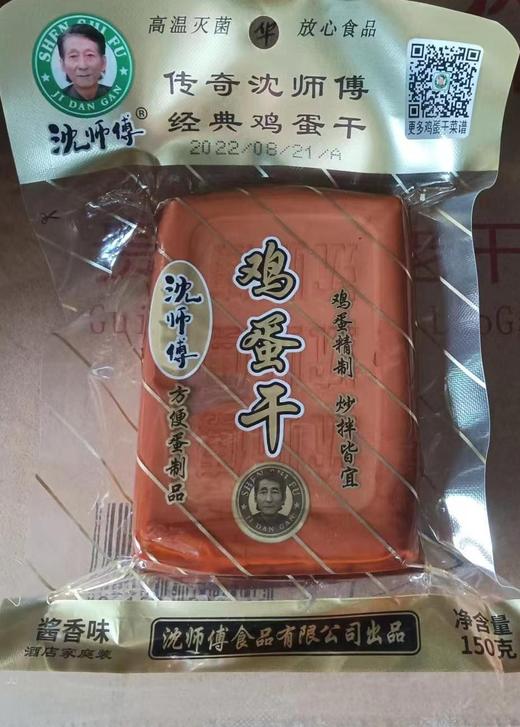 高温灭菌 华 放心食品
SHEN SHI FU
JI DAN GAN
沈师傅®
传奇沈师傅
经典鸡蛋干
2022/08/21/A
更多鸡蛋干菜谱
鸡蛋干
沈师傅
方便蛋制品
鸡蛋精制 炒拌皆宜
SHEN SHI FU
JI DAN GAN
酱香味
酒店家庭装
沈师傅食品有限公司出品
净含量
150克